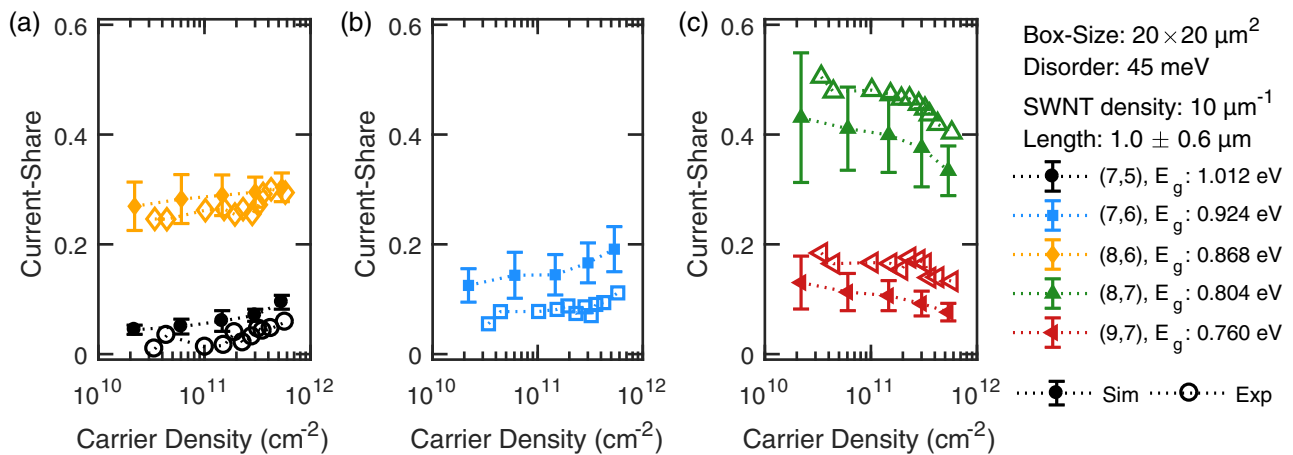 (a)
0.6
0.4
0.2
0
Current-Share
10^10 10^11 10^12
Carrier Density (cm^-2)
(b)
0.6
0.4
0.2
0
Current-Share
10^10 10^11 10^12
Carrier Density (cm^-2)
(c)
0.6
0.4
0.2
0
Current-Share
10^10 10^11 10^12
Carrier Density (cm^-2)
Box-Size: 20×20 μm^2
Disorder: 45 meV
SWNT density: 10 μm^-1
Length: 1.0 ± 0.6 μm
(7,5), E_g: 1.012 eV
(7,6), E_g: 0.924 eV
(8,6), E_g: 0.868 eV
(8,7), E_g: 0.804 eV
(9,7), E_g: 0.760 eV
Sim Exp